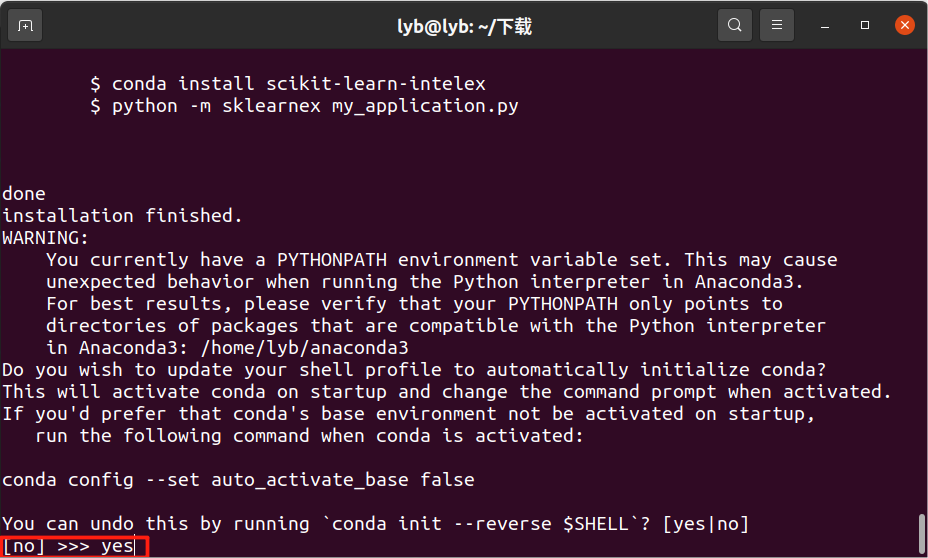 lyb@lyb: ~/下载
$ conda install scikit-learn-intelex
$ python -m sklearnex my_application.py
done
installation finished.
WARNING:
You currently have a PYTHONPATH environment variable set. This may cause
unexpected behavior when running the Python interpreter in Anaconda3.
For best results, please verify that your PYTHONPATH only points to
directories of packages that are compatible with the Python interpreter
in Anaconda3: /home/lyb/anaconda3
Do you wish to update your shell profile to automatically initialize conda?
This will activate conda on startup and change the command prompt when activated.
If you'd prefer that conda's base environment not be activated on startup,
run the following command when conda is activated:
conda config --set auto_activate_base false
You can undo this by running `conda init --reverse $SHELL`? [yes|no]
[no] >>> yes